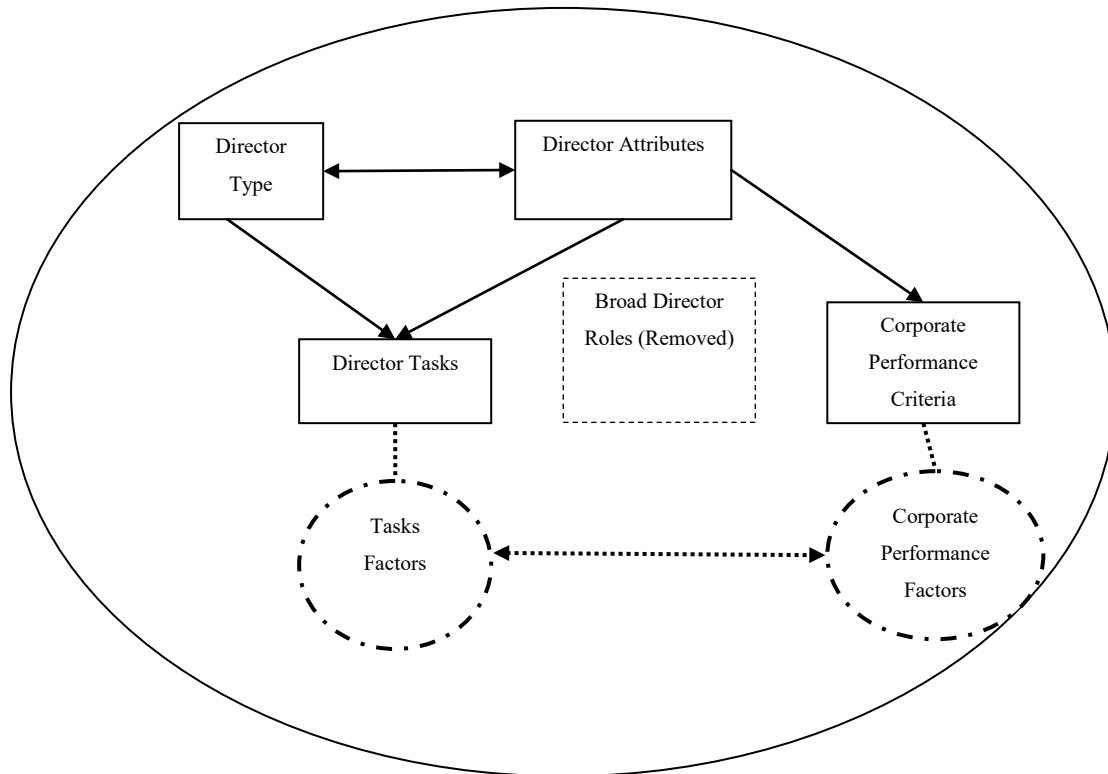 Director
Type
Director Attributes
Broad Director
Roles (Removed)
Corporate
Performance
Criteria
Director Tasks
Tasks
Factors
Corporate
Performance
Factors